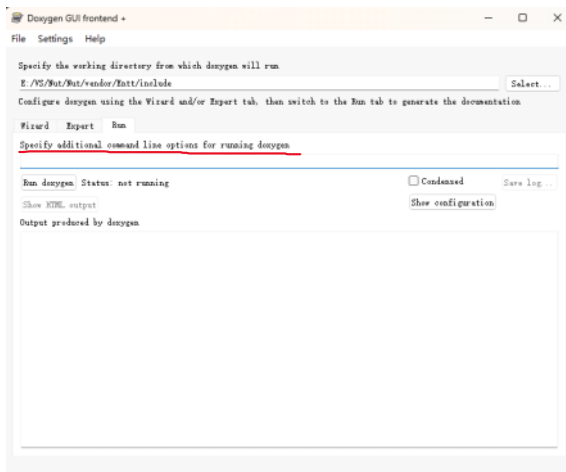 Doxygen GUI frontend +
File Settings Help
Specify the working directory from which doxygen will run
E:/VS/Nut/Nut/vendor/Entt/include Select...
Configure doxygen using the Wizard and/or Expert tab, then switch to the Run tab to generate the documentation
Wizard Expert Run
Specify additional command line options for running doxygen
Run doxygen Status: not running Condensed Save log...
Show HTML output Show configuration
Output produced by doxygen